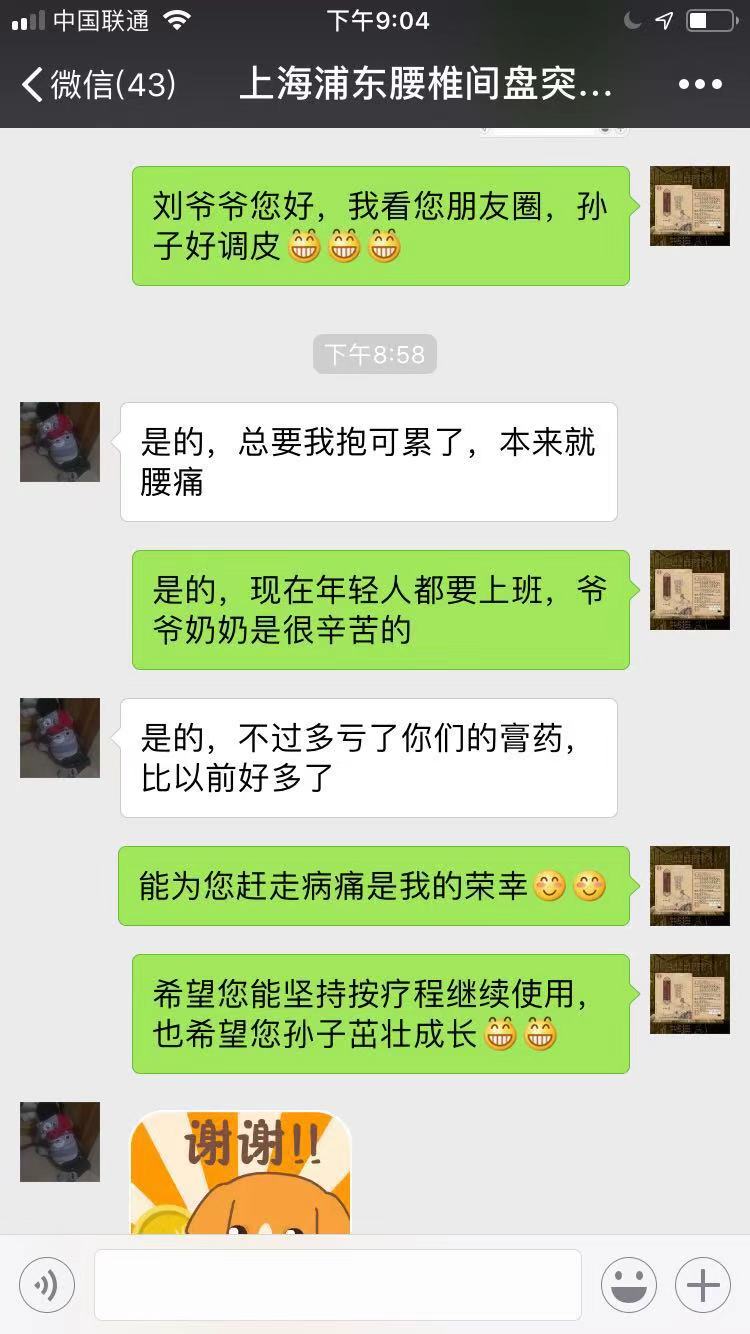 中国联通
下午9:04
微信(43)
上海浦东腰椎间盘突...
刘爷爷您好，我看您朋友圈，孙
子好调皮😁😁😁
下午8:58
是的，总要我抱可累了，本来就
腰痛
是的，现在年轻人都要上班，爷
爷奶奶是很辛苦的
是的，不过多亏了你们的膏药，
比以前好多了
能为您赶走病痛是我的荣幸😊😊
希望您能坚持按疗程继续使用，
也希望您孙子茁壮成长😁😁
谢谢!!